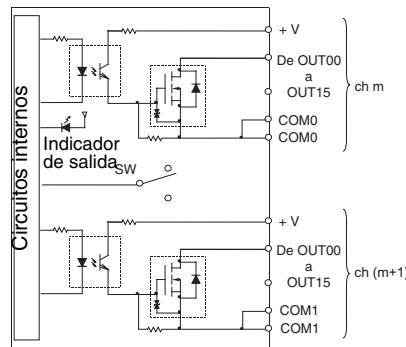 Circuitos internos
+ V
De OUT00
a
OUT15
COM0
COM0
ch m
Indicador
de salida
SW
+ V
De OUT00
a
OUT15
COM1
COM1
ch (m+1)